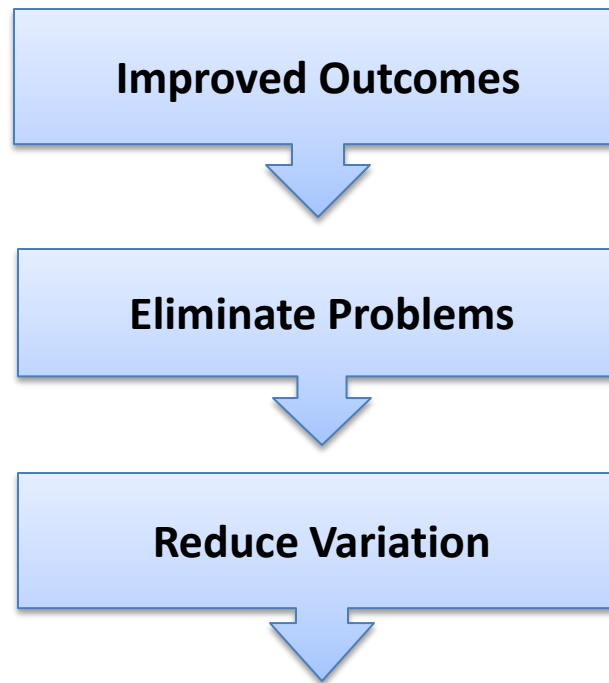 Improved Outcomes
Eliminate Problems
Reduce Variation